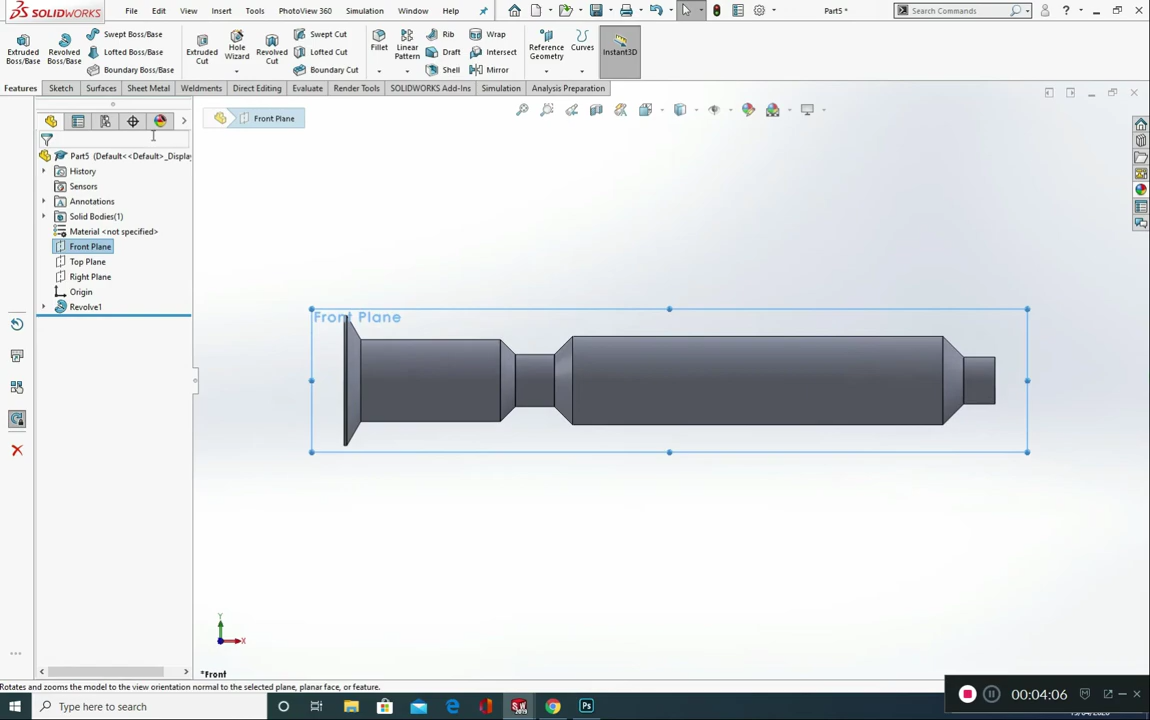 SOLIDWORKS File Edit View Insert Tools PhotoView 360 Simulation Window Help Part5 * Search Commands
Extruded Boss/Base Revolved Boss/Base Swept Boss/Base Lofted Boss/Base Boundary Boss/Base Extruded Cut Hole Wizard Revolved Cut Swept Cut Lofted Cut Boundary Cut Fillet Linear Pattern Rib Draft Shell Wrap Intersect Mirror Reference Geometry Curves Instant3D
Features Sketch Surfaces Sheet Metal Weldments Direct Editing Evaluate Render Tools SOLIDWORKS Add-Ins Simulation Analysis Preparation
Front Plane
Part5 (Default<<Default>_Display
History
Sensors
Annotations
Solid Bodies(1)
Material <not specified>
Front Plane
Top Plane
Right Plane
Origin
Revolve1
Front Plane
Y
X
*Front
Rotates and zooms the model to the view orientation normal to the selected plane, planar face, or feature.
00:04:06
Type here to search
SW 2019
Ps